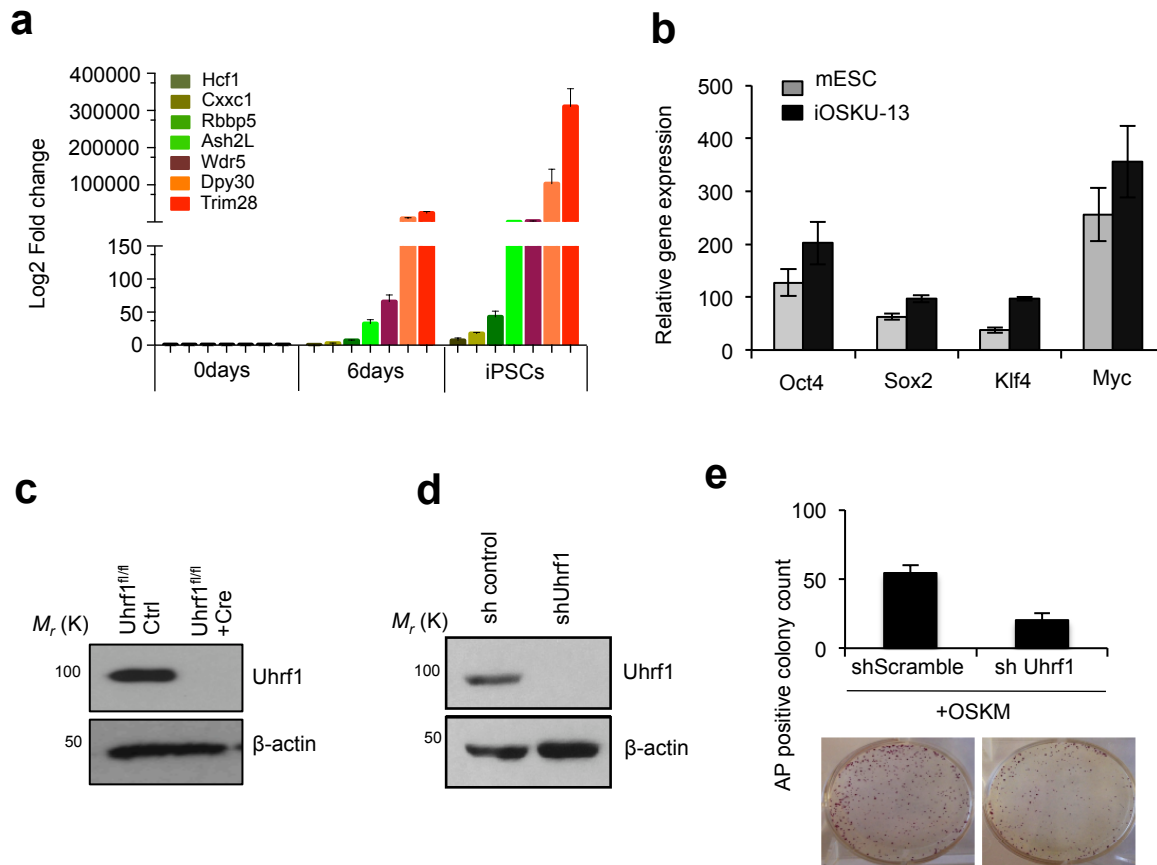 a
Log2 Fold change
400000
300000
200000
100000
150
100
50
0
Hcf1
Cxxc1
Rbbp5
Ash2L
Wdr5
Dpy30
Trim28
0days
6days
iPSCs
b
Relative gene expression
500
400
300
200
100
0
mESC
iOSKU-13
Oct4
Sox2
Klf4
Myc
c
Mr (K)
Uhrf1fl/fl
Ctrl
Uhrf1fl/fl
+Cre
100
Uhrf1
50
β-actin
d
Mr (K)
sh control
shUhrf1
100
Uhrf1
50
β-actin
e
AP positive colony count
100
50
0
shScramble
sh Uhrf1
+OSKM